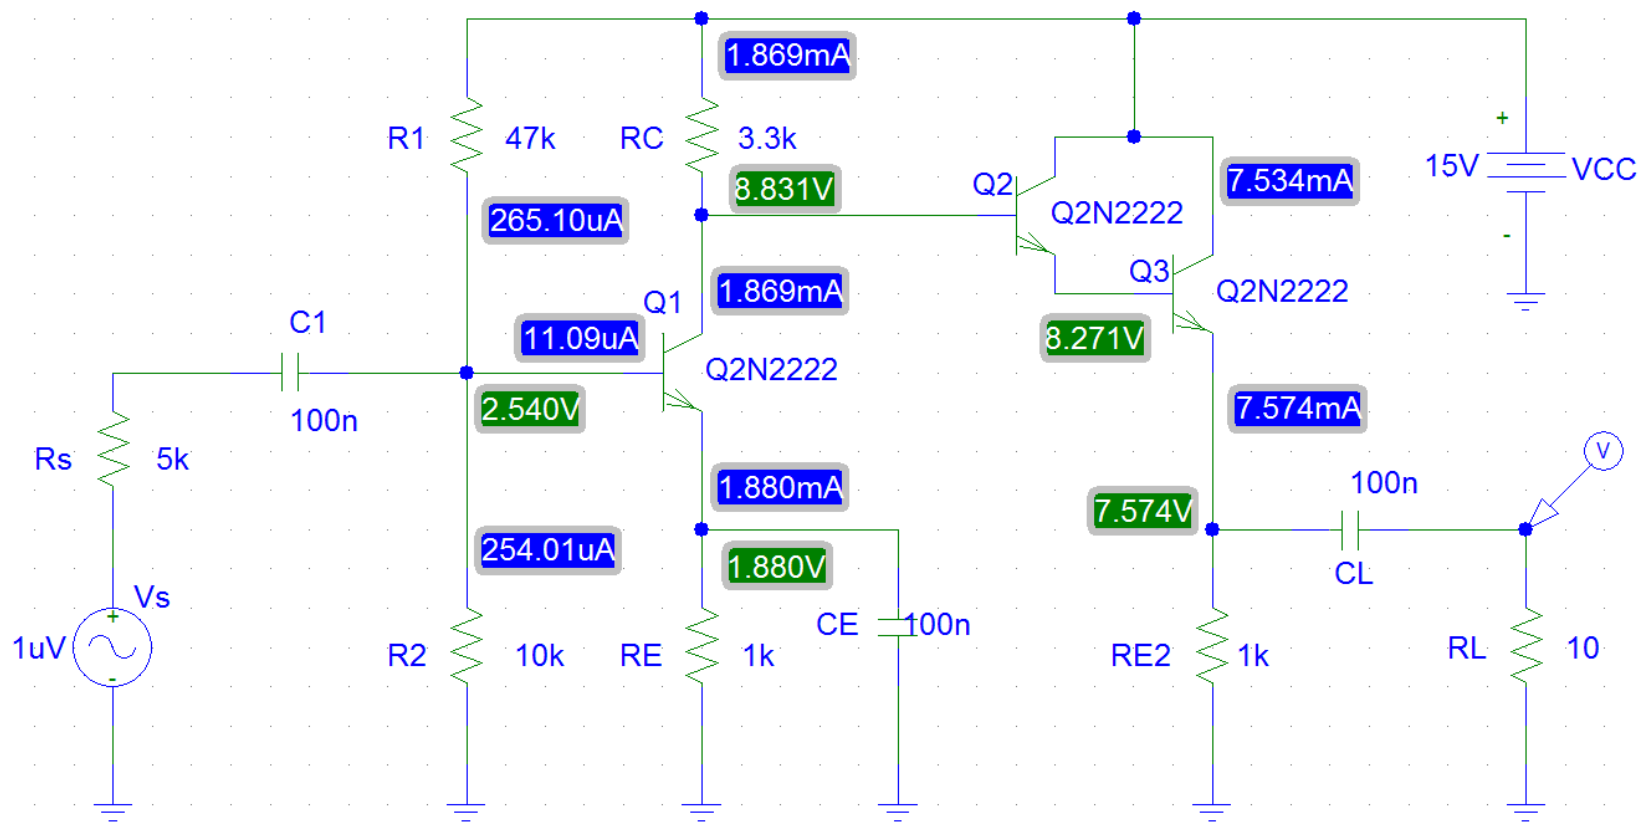 1.869mA
R1 47k
RC 3.3k
8.831V
265.10uA
Q2
Q2N2222
7.534mA
+
15V VCC
-
Q3
Q2N2222
Q1
1.869mA
C1
11.09uA
8.271V
Q2N2222
100n
2.540V
7.574mA
Rs 5k
1.880mA
7.574V
100n
V
254.01uA
1.880V
CL
Vs
+
1uV
-
R2 10k
RE 1k
CE 100n
RE2 1k
RL 10